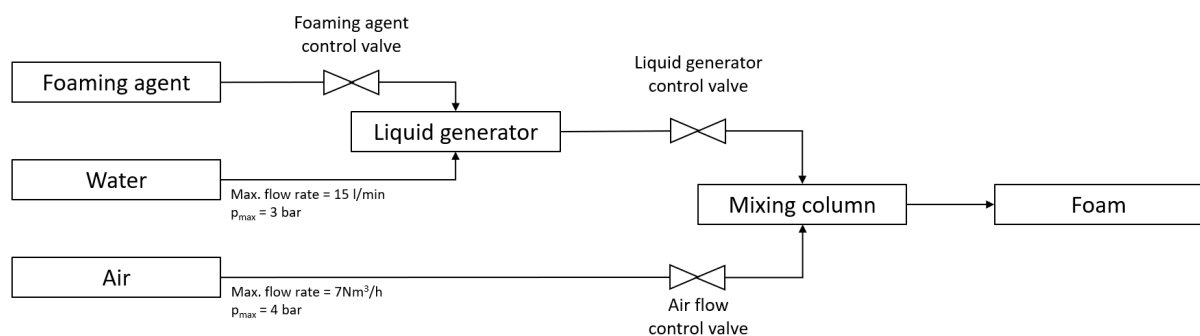 Foaming agent
control valve
Foaming agent
Liquid generator
control valve
Liquid generator
Water
Max. flow rate = 15 l/min
pmax = 3 bar
Mixing column
Foam
Air
Max. flow rate = 7Nm³/h
pmax = 4 bar
Air flow
control valve